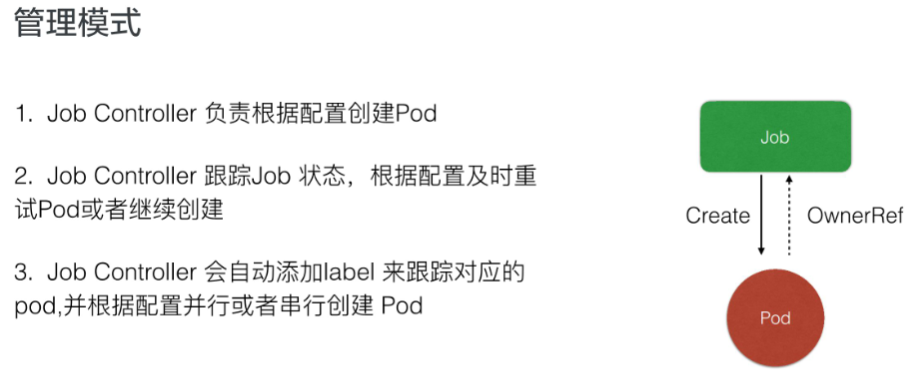 管理模式
1. Job Controller 负责根据配置创建Pod
2. Job Controller 跟踪Job 状态，根据配置及时重
试Pod或者继续创建
3. Job Controller 会自动添加label 来跟踪对应的
pod,并根据配置并行或者串行创建 Pod
Job
Create
OwnerRef
Pod